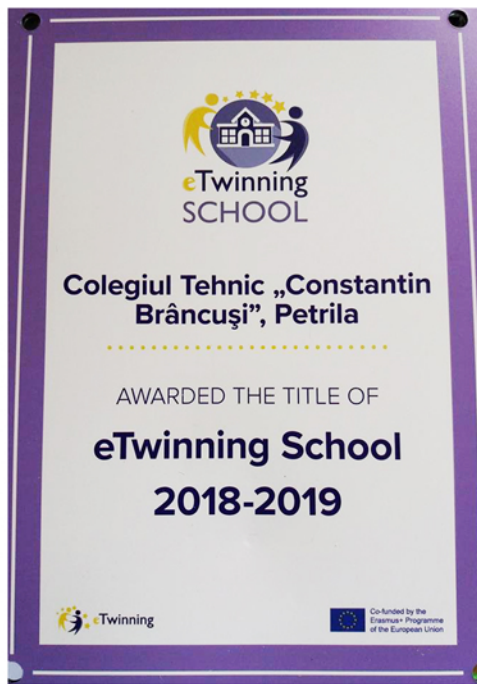 eTwinning
SCHOOL
Colegiul Tehnic „Constantin
Brâncuşi”, Petrila
AWARDED THE TITLE OF
eTwinning School
2018-2019
eTwinning
Co-funded by the
Erasmus+ Programme
of the European Union